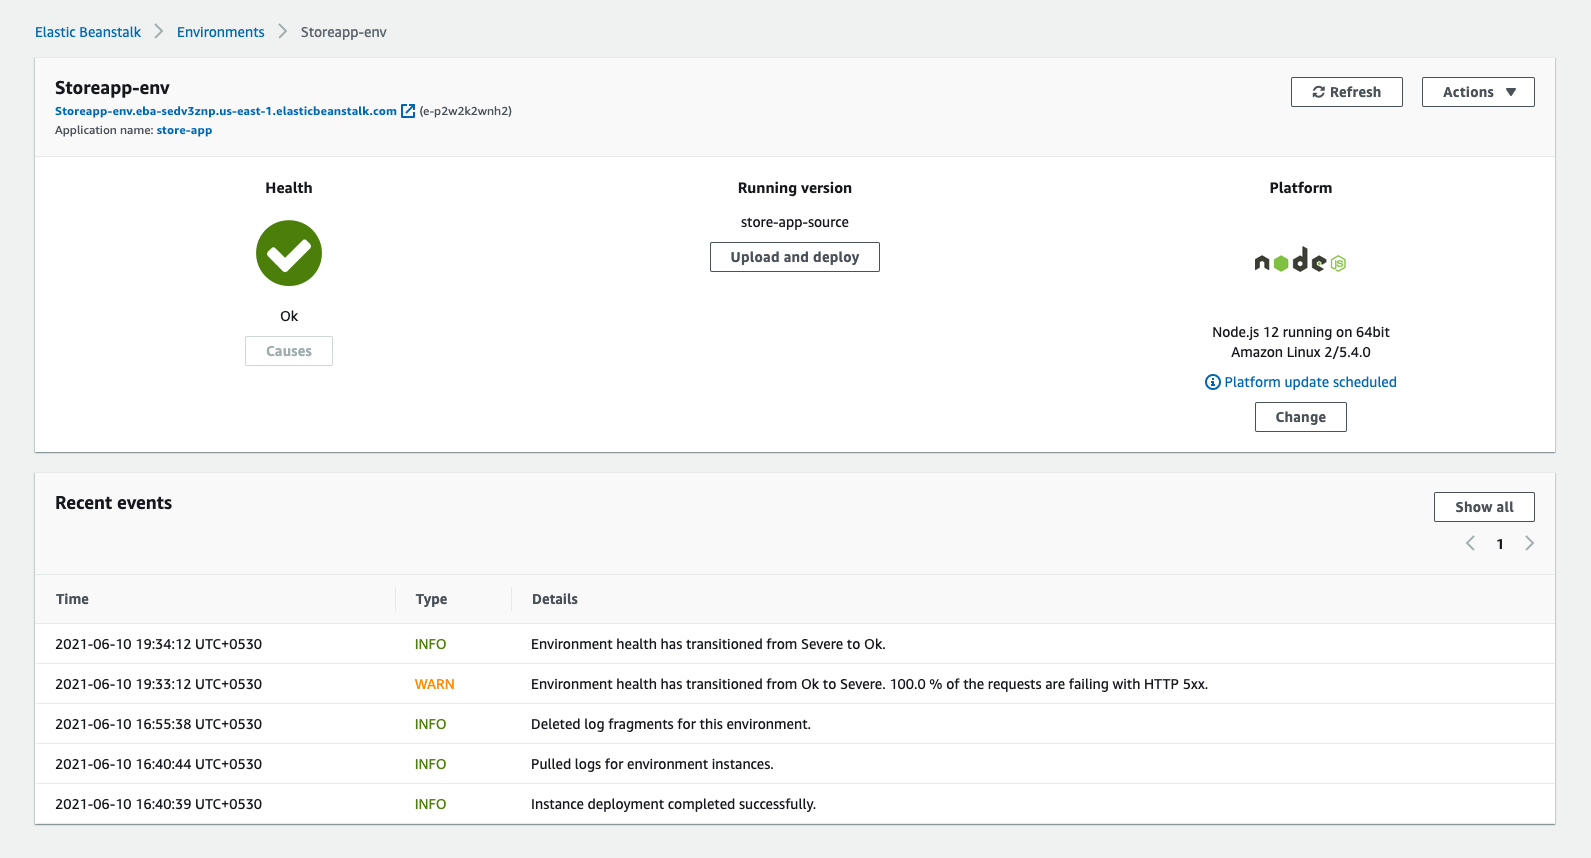 Elastic Beanstalk > Environments > Storeapp-env
Storeapp-env
Refresh
Actions
Storeapp-env.eba-sedv3znp.us-east-1.elasticbeanstalk.com (e-p2w2k2wnh2)
Application name: store-app
Health
Ok
Causes
Running version
store-app-source
Upload and deploy
Platform
node JS
Node.js 12 running on 64bit
Amazon Linux 2/5.4.0
Platform update scheduled
Change
Recent events
Show all
1
Time Type Details
2021-06-10 19:34:12 UTC+0530 INFO Environment health has transitioned from Severe to Ok.
2021-06-10 19:33:12 UTC+0530 WARN Environment health has transitioned from Ok to Severe. 100.0 % of the requests are failing with HTTP 5xx.
2021-06-10 16:55:38 UTC+0530 INFO Deleted log fragments for this environment.
2021-06-10 16:40:44 UTC+0530 INFO Pulled logs for environment instances.
2021-06-10 16:40:39 UTC+0530 INFO Instance deployment completed successfully.